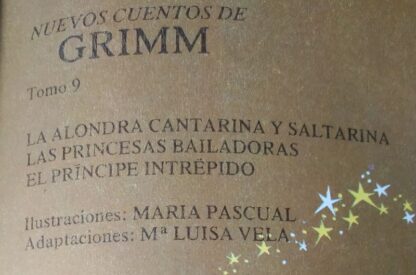 NUEVOS CUENTOS DE
GRIMM
Tomo 9
LA ALONDRA CANTARINA Y SALTARINA
LAS PRINCESAS BAILADORAS
EL PRÍNCIPE INTRÉPIDO
Ilustraciones: MARIA PASCUAL
Adaptaciones: Mª LUISA VELA